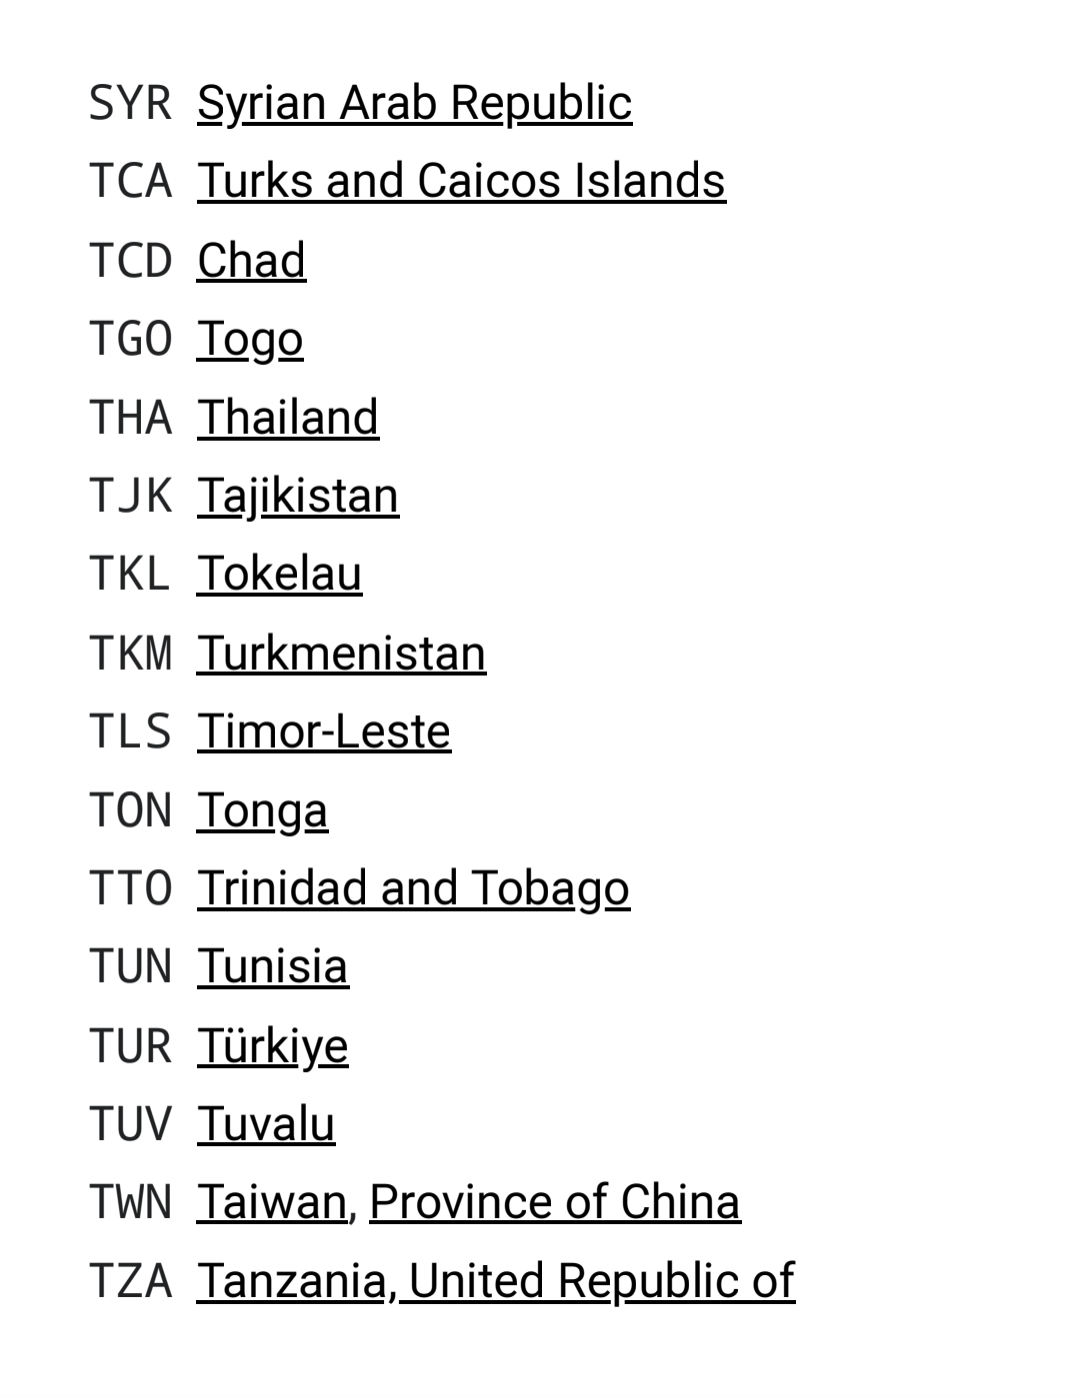 SYR Syrian Arab Republic
TCA Turks and Caicos Islands
TCD Chad
TGO Togo
THA Thailand
TJK Tajikistan
TKL Tokelau
TKM Turkmenistan
TLS Timor-Leste
TON Tonga
TTO Trinidad and Tobago
TUN Tunisia
TUR Türkiye
TUV Tuvalu
TWN Taiwan, Province of China
TZA Tanzania, United Republic of